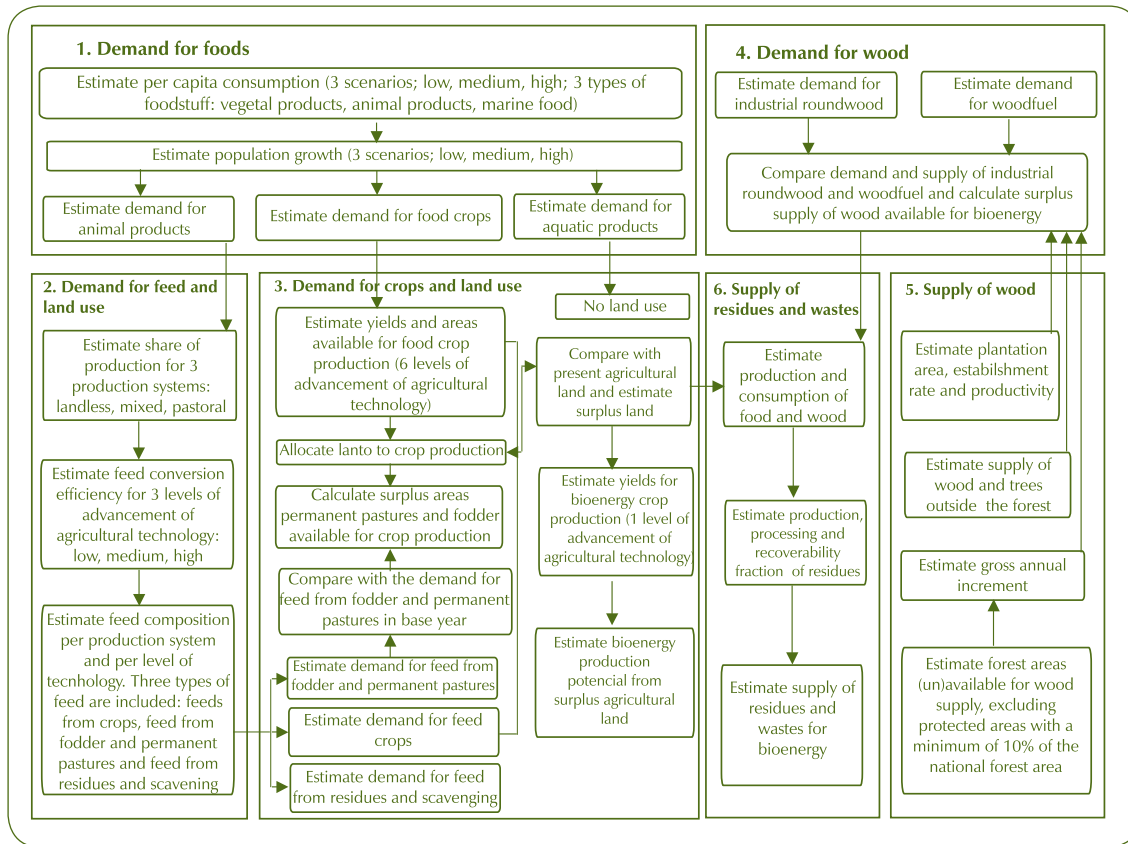 1. Demand for foods
Estimate per capita consumption (3 scenarios; low, medium, high; 3 types of
foodstuff: vegetal products, animal products, marine food)
Estimate population growth (3 scenarios; low, medium, high)
Estimate demand for
animal products
Estimate demand for food crops
Estimate demand for
aquatic products
4. Demand for wood
Estimate demand for
industrial roundwood
Estimate demand
for woodfuel
Compare demand and supply of industrial
roundwood and woodfuel and calculate surplus
supply of wood available for bioenergy
2. Demand for feed and
land use
Estimate share of
production for 3
production systems:
landless, mixed, pastoral
Estimate feed conversion
efficiency for 3 levels of
advancement of
agricultural technology:
low, medium, high
Estimate feed composition
per production system
and per level of
tecnhology. Three types of
feed are included: feeds
from crops, feed from
fodder and permanent
pastures and feed from
residues and scavening
3. Demand for crops and land use
Estimate yields and areas
available for food crop
production (6 levels of
advancement of agricultural
technology)
Allocate lanto to crop production
Calculate surplus areas
permanent pastures and fodder
available for crop production
Compare with the demand for
feed from fodder and permanent
pastures in base year
Estimate demand for feed from
fodder and permanent pastures
Estimate demand for feed
crops
Estimate demand for feed
from residues and scavenging
No land use
Compare with
present agricultural
land and estimate
surplus land
Estimate yields for
bioenergy crop
production (1 level of
advancement of
agricultural technology)
Estimate bioenergy
production
potencial from
surplus agricultural
land
6. Supply of
residues and wastes
Estimate
production and
consumption of
food and wood
Estimate production,
processing and
recoverability
fraction of residues
Estimate supply of
residues and
wastes for
bioenergy
5. Supply of wood
Estimate plantation
area, estabilshment
rate and productivity
Estimate supply of
wood and trees
outside the forest
Estimate gross annual
increment
Estimate forest areas
(un)available for wood
supply, excluding
protected areas with a
minimum of 10% of the
national forest area